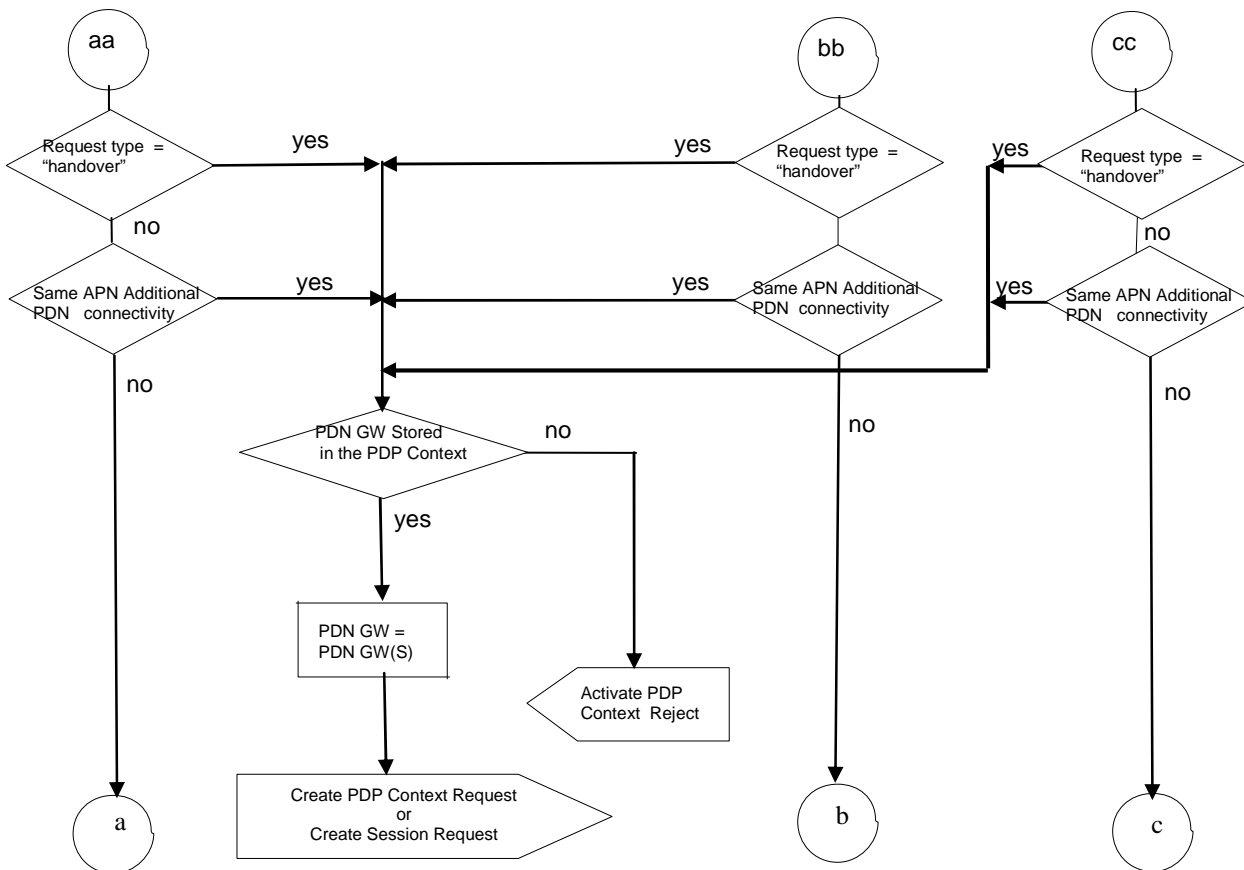 aa
bb
cc
Request type =
“handover”
yes
yes
Request type =
“handover”
yes
Request type =
“handover”
no
no
Same APN Additional
PDN connectivity
yes
yes
Same APN Additional
PDN connectivity
yes
Same APN Additional
PDN connectivity
no
no
no
PDN GW Stored
in the PDP Context
no
yes
PDN GW =
PDN GW(S)
Activate PDP
Context Reject
Create PDP Context Request
or
Create Session Request
a
b
c